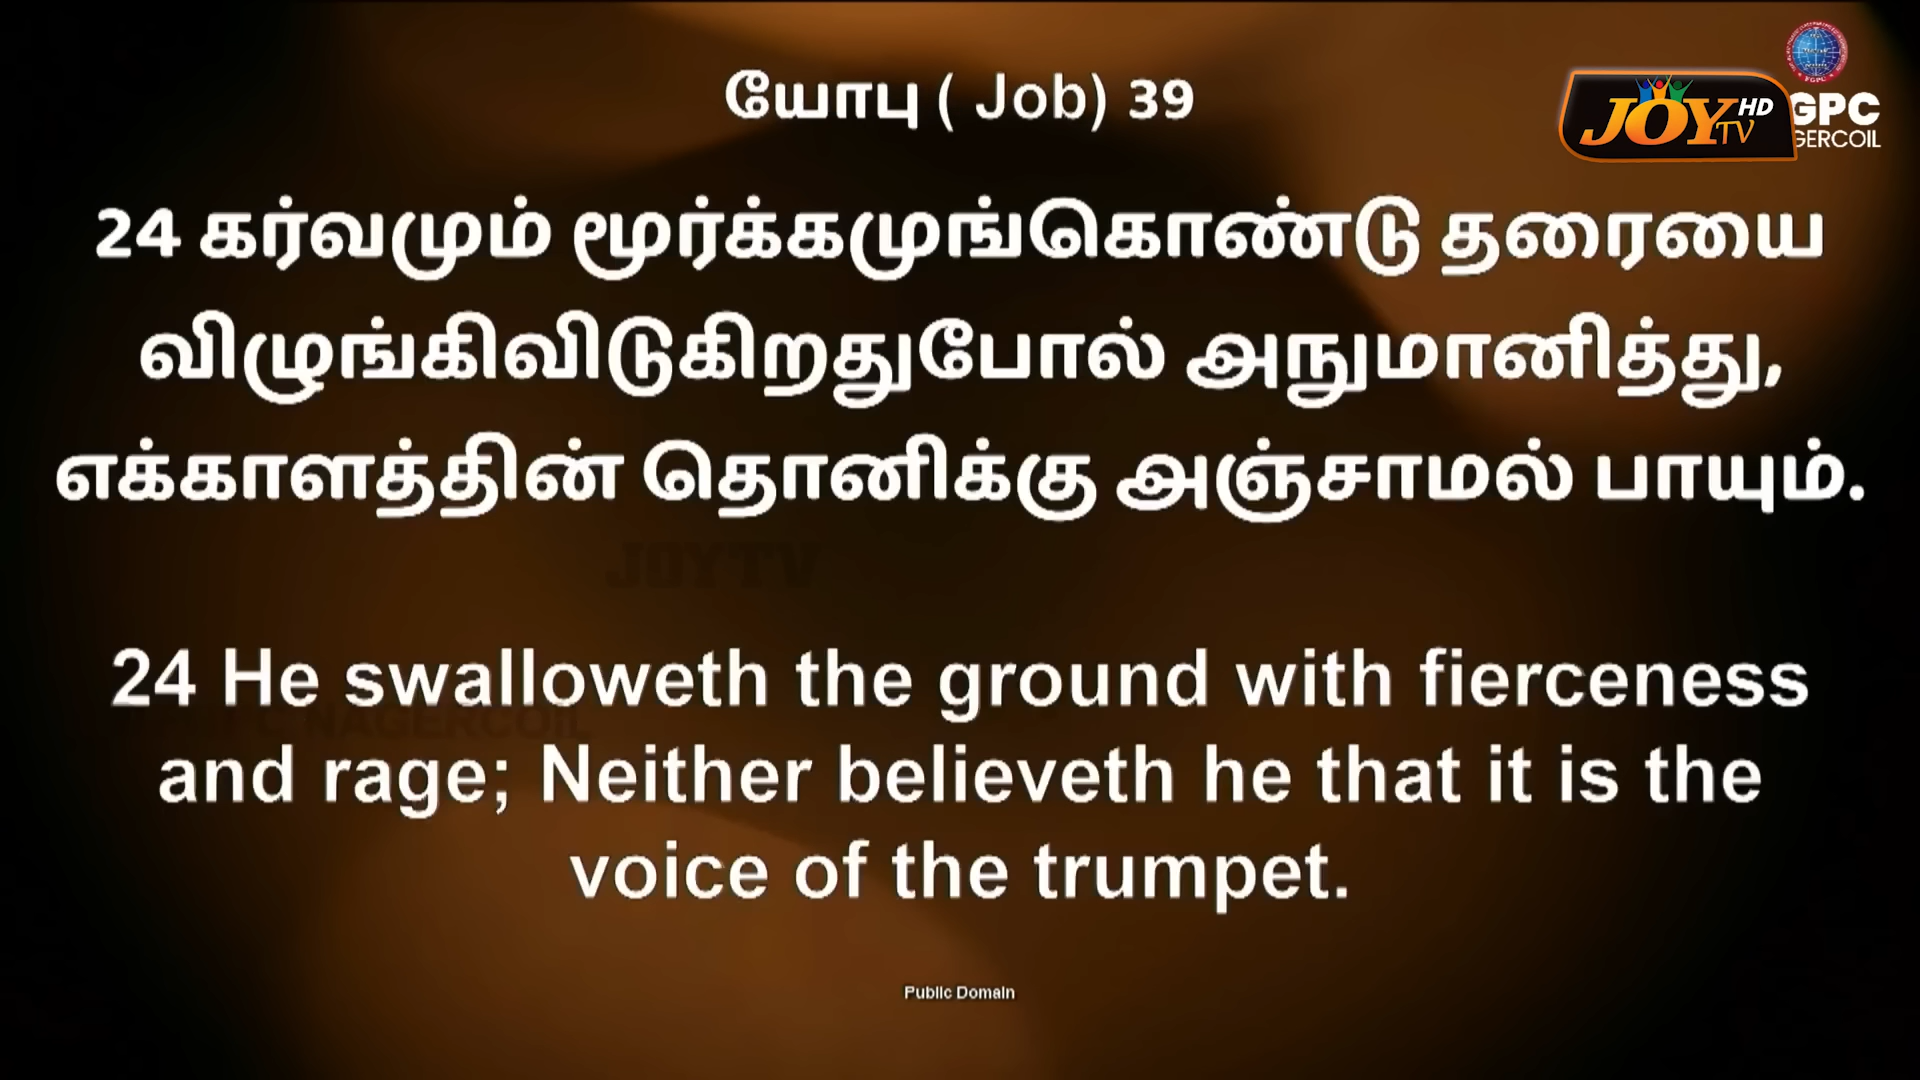 யோபு ( Job) 39
JOY TV HD
GPC
GERCOIL
24 கர்வமும் மூர்க்கமுங்கொண்டு தரையை
விழுங்கிவிடுகிறதுபோல் அநுமானித்து,
எக்காளத்தின் தொனிக்கு அஞ்சாமல் பாயும்.
JOYTV
24 He swalloweth the ground with fierceness
NAGERCOIL
and rage; Neither believeth he that it is the
voice of the trumpet.
Public Domain